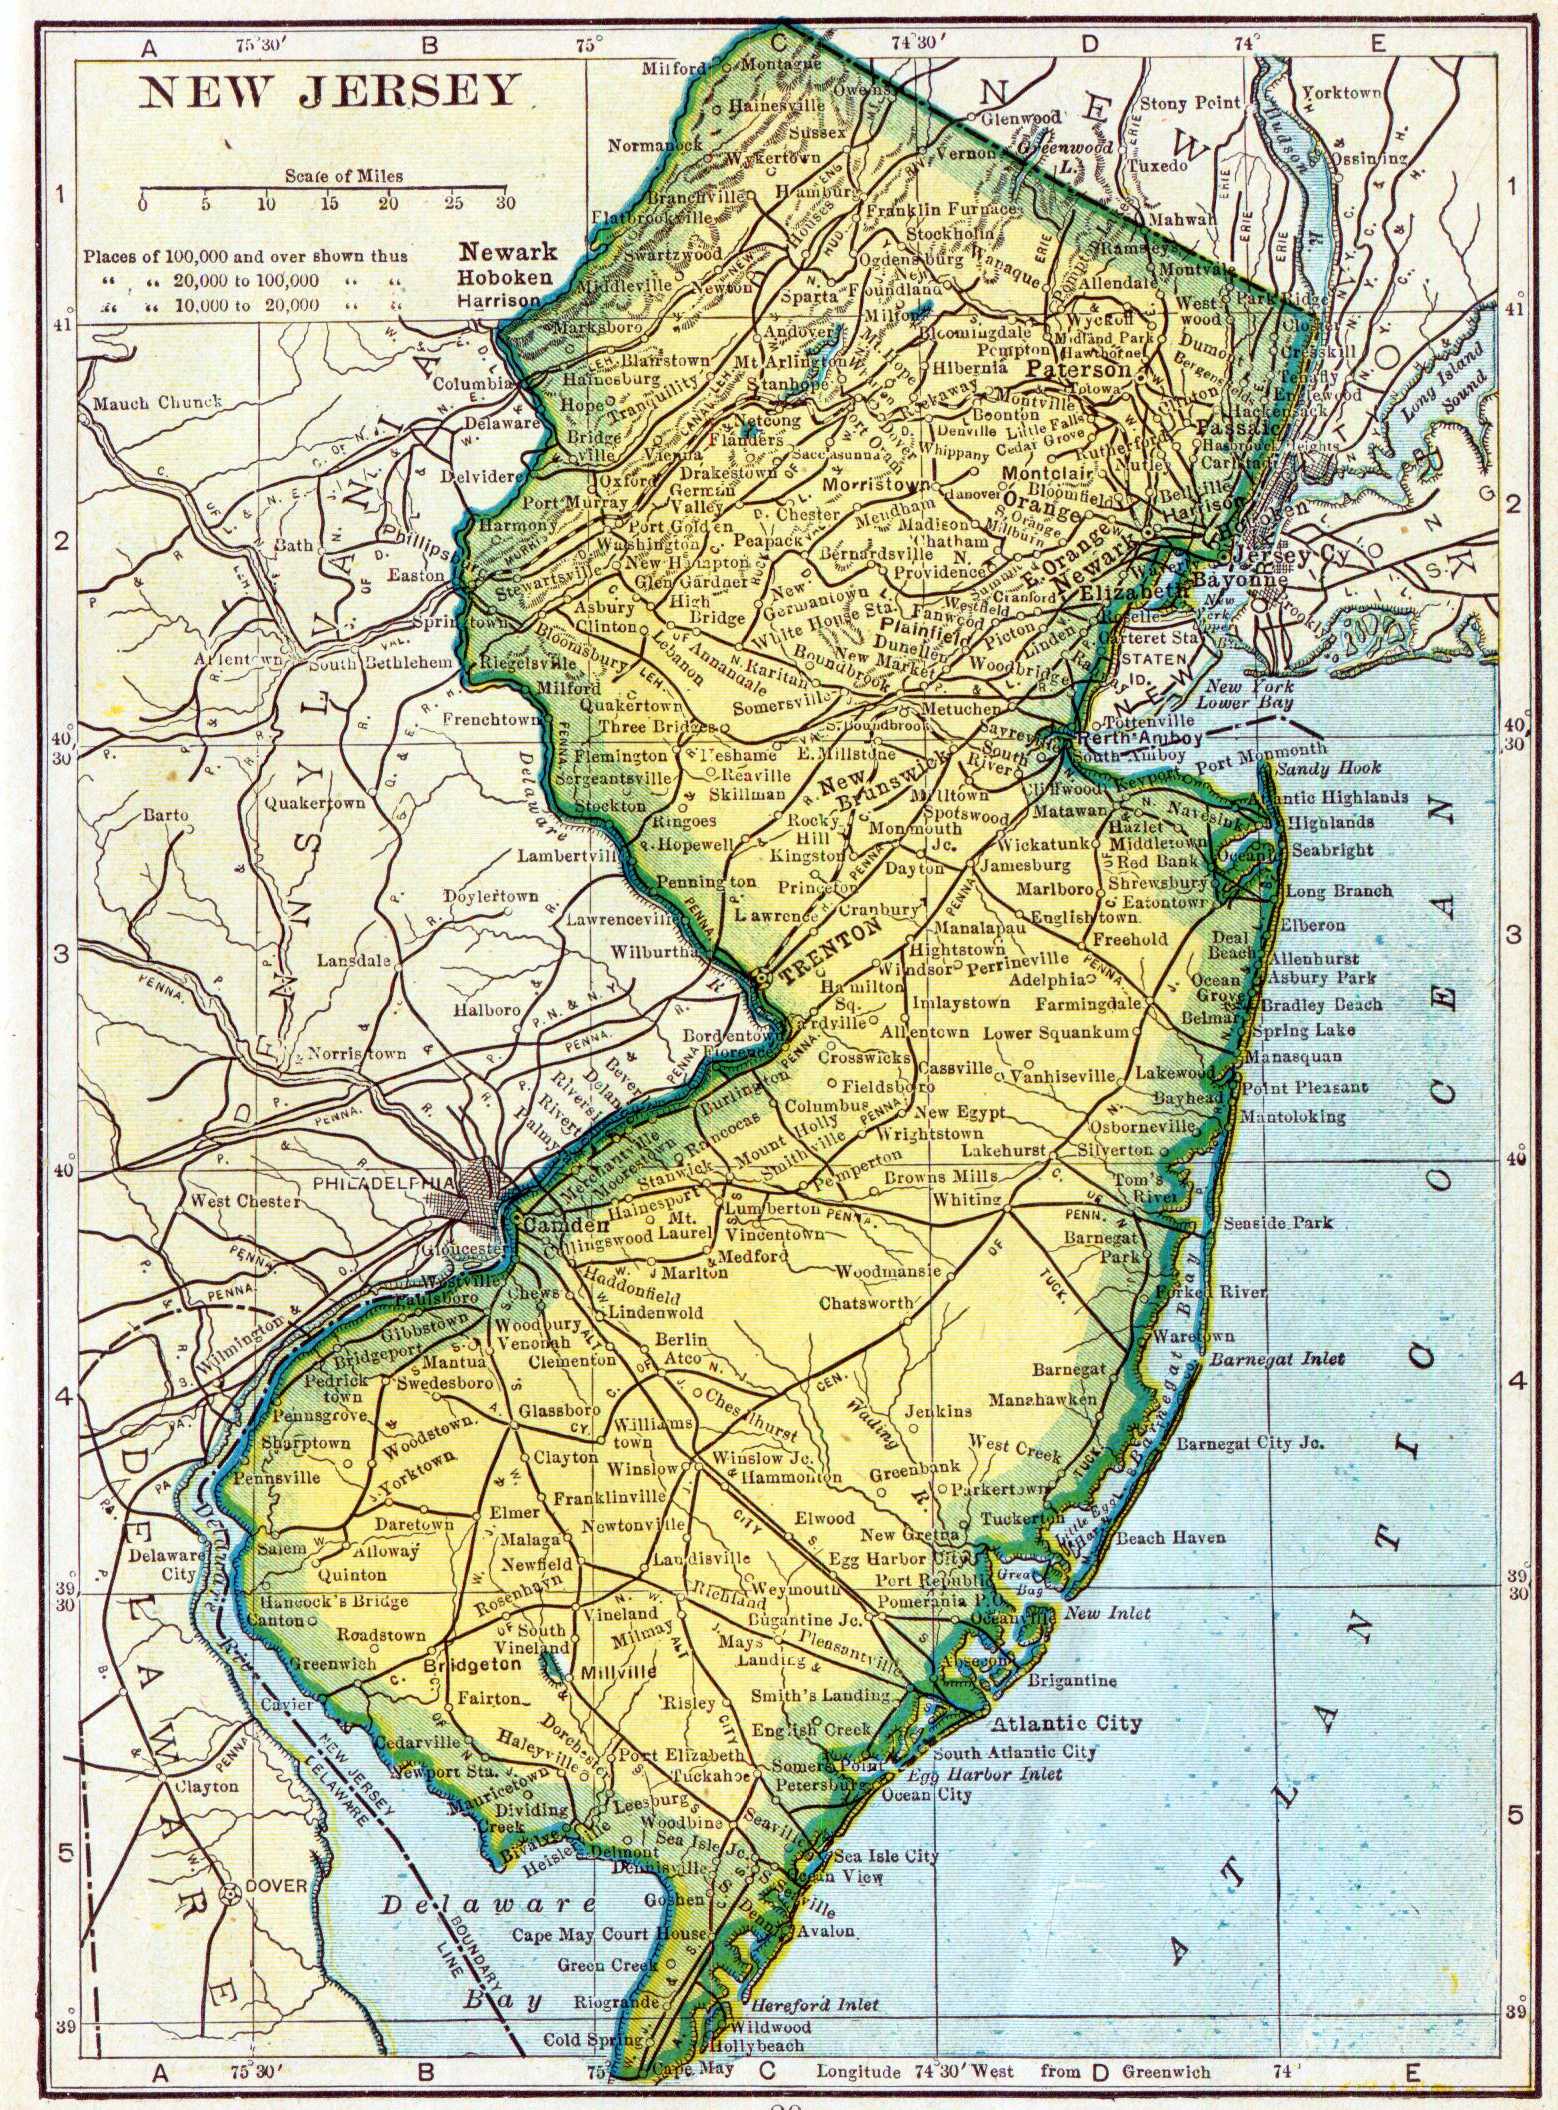 A 75°30' B 75° C 74°30' D 74° E
NEW JERSEY
Scale of Miles
0 5 10 15 20 25 30
Places of 100,000 and over shown thus Newark
" " 20,000 to 100,000 " " Hoboken
" " 10,000 to 20,000 " " Harrison
1
2
3
4
5
41°
40°
30'
40°
39°
30'
39°
NEW YORK
PENNSYLVANIA
DELAWARE
ATLANTIC OCEAN
Milford
Montague
Owens
Hainesville
Sussex
Glenwood
Stony Point
Yorktown
Normanock
Wykertown
Vernon
Greenwood
L.
Tuxedo
Ossining
Hudson
R.
Branchville
Hamburg
Flatbrookville
Franklin Furnace
Mahwah
Stockholm
Ramseys
Swartzwood
Ogdensburg
Wanaque
Montvale
Middleville
Newton
Sparta
New
Foundland
Allendale
West
wood
Park Ridge
Marksboro
Andover
Milton
Wyckoff
Closter
Bloomingdale
Midland Park
Dumont
Cresskill
Blairstown
Mt Arlington
Pompton
Hawthorne
Columbia
Hainesburg
Stanhope
Mt. Hope
Hibernia
Paterson
Bergenfields
Tenafly
Mauch Chunck
Hope
Tranquility
Rockaway
Montville
Totowa
Clifton
Englewood
Hackensack
Delaware
Netcong
Port Oram
Dover
Boonton
Passaic
Long Island
Sound
Bridge
ville
Vienna
Flanders
Succasunna
Denville
Little Falls
Rutherford
Hasbrouck Heights
Whippany
Cedar Grove
Delvidere
Oxford
Drakestown
Montclair
Nutley
Carlstadt
Port Murray
German
Valley
Morristown
Hanover
Orange
Bloomfield
Bellville
Harmony
Port Golden
Chester
Mendham
Madison
S. Orange
Milburn
Harrison
Hoboken
Phillipsburg
Washington
Peapack
Chatham
E. Orange
Newark
Jersey Cy
Bath
New Hampton
Bernardsville
N.
Providence
Summit
Waverly
Bayonne
Easton
Stewartsville
Glen Gardner
New
Germantown
Westfield
Cranford
Elizabeth
New
York
Upper
Bay
Brooklyn
Asbury
High
Bridge
White House Sta.
Fanwood
Roselle
Springtown
Clinton
Plainfield
Picton
Linden
Carteret Sta
Allentown
South Bethlehem
Bloomsbury
Lebanon
Annandale
Dunellen
STATEN
ID.
Riegelsville
Raritan
Boundbrook
New Market
Woodbridge
Rahway
Milford
Quakertown
Somersville
Metuchen
New York
Lower Bay
Frenchtown
Three Bridges
S. Boundbrook
Sayreville
Tottenville
Perth Amboy
Flemington
Neshanic
E. Millstone
South
River
South Amboy
Port Monmouth
Sergeantsville
Reaville
New
Brunswick
Keyport
Sandy Hook
Delaware
Quakertown
Stockton
Skillman
Milltown
Cliffwood
Navesink
Atlantic Highlands
Barto
Ringoes
Rocky
Hill
Monmouth
Jc.
Spotswood
Matawan
Hazlet
Highlands
Lambertville
Hopewell
Kingston
Wickatunk
Middletown
Oceanic
Seabright
Dayton
Jamesburg
Red Bank
Pennington
Princeton
Marlboro
Shrewsbury
Long Branch
Doylertown
Lawrenceville
Lawrence
Cranbury
Englishtown
Eatontown
Elberon
Wilburtha
TRENTON
Manalapau
Freehold
Deal
Beach
Lansdale
Hightstown
Windsor
Perrineville
Allenhurst
Hamilton
Sq.
Adelphia
Ocean
Grove
Asbury Park
Halboro
Imlaystown
Farmingdale
Bradley Beach
Bordentown
Yardville
Allentown
Lower Squankum
Belmar
Spring Lake
Norristown
Florence
Crosswicks
Manasquan
Cassville
Vanhiseville
Lakewood
Point Pleasant
Beverly
Delanco
Burlington
Fieldsboro
Bayhead
Riverside
Riverton
Palmyra
Columbus
New Egypt
Mantoloking
Rancocas
Mount Holly
Wrightstown
Osborneville
Merchantville
Moorestown
Smithville
Lakehurst
Silverton
PHILADELPHIA
Stanwick
Pemperton
Browns Mills
Tom's
River
West Chester
Hainesport
Lumberton
Whiting
Camden
Mt.
Laurel
Vincentown
Seaside Park
Gloucester
Collingswood
Medford
Barnegat
Park
Westville
Marlton
Woodmansie
Haddonfield
Paulsboro
Chews
Lindenwold
Chatsworth
Forked River
Gibbstown
Woodbury
Barnegat Bay
Wilmington
Bridgeport
Mantua
Venonah
Berlin
Waretown
Clementon
Atco
Barnegat Inlet
Pedrick
town
Swedesboro
Chesilhurst
Wading
R.
Barnegat
Pennsgrove
Glassboro
Williams
town
Jenkins
Manahawken
Sharptown
Woodstown
Clayton
Winslow Jc.
West Creek
Barnegat City Jc.
Pennsville
Yorktown
Winslow
Hammonton
Greenbank
Parkertown
Franklinville
Daretown
Elmer
Elwood
Tuckerton
Newtonville
New Gretna
Little Egg
Har.
Beach Haven
Delaware
City
Salem
Alloway
Malaga
Egg Harbor City
Quinton
Newfield
Landisville
Port Republic
Great
Bay
Hancock's Bridge
Rosenhayn
Richland
Weymouth
Pomerania P.O.
Canton
Vineland
Oceanville
New Inlet
Roadstown
South
Vineland
Milmay
Bugantine Jc.
Pleasantville
Greenwich
Bridgeton
Millville
Mays
Landing
Absecon
Brigantine
Cavier
Fairton
Risley
Smith's Landing
Cedarville
Haleyville
Dorchester
English Creek
Atlantic City
Port Elizabeth
South Atlantic City
Newport Sta.
Tuckahoe
Somers Point
Egg Harbor Inlet
Clayton
Mauricetown
Petersburg
Ocean City
Dividing
Creek
Leesburg
NEW JERSEY
DELAWARE
Woodbine
Seaville
Bivalve
Heislerville
Delmont
Sea Isle Jc.
Sea Isle City
DOVER
Dennisville
Ocean View
Delaware
Bay
BOUNDARY
LINE
Goshen
Cape May Court House
Avalon
Green Creek
Riogrande
Hereford Inlet
Cold Spring
Wildwood
Hollybeach
Cape May
A 75°30' B 75° C Longitude 74°30' West from D Greenwich 74° E